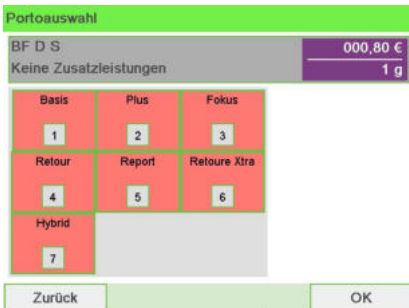 Portoauswahl
BF D S
000,80 €
Keine Zusatzleistungen
1 g
Basis
Plus
Fokus
1
2
3
Retour
Report
Retoure Xtra
4
5
6
Hybrid
7
Zurück
OK